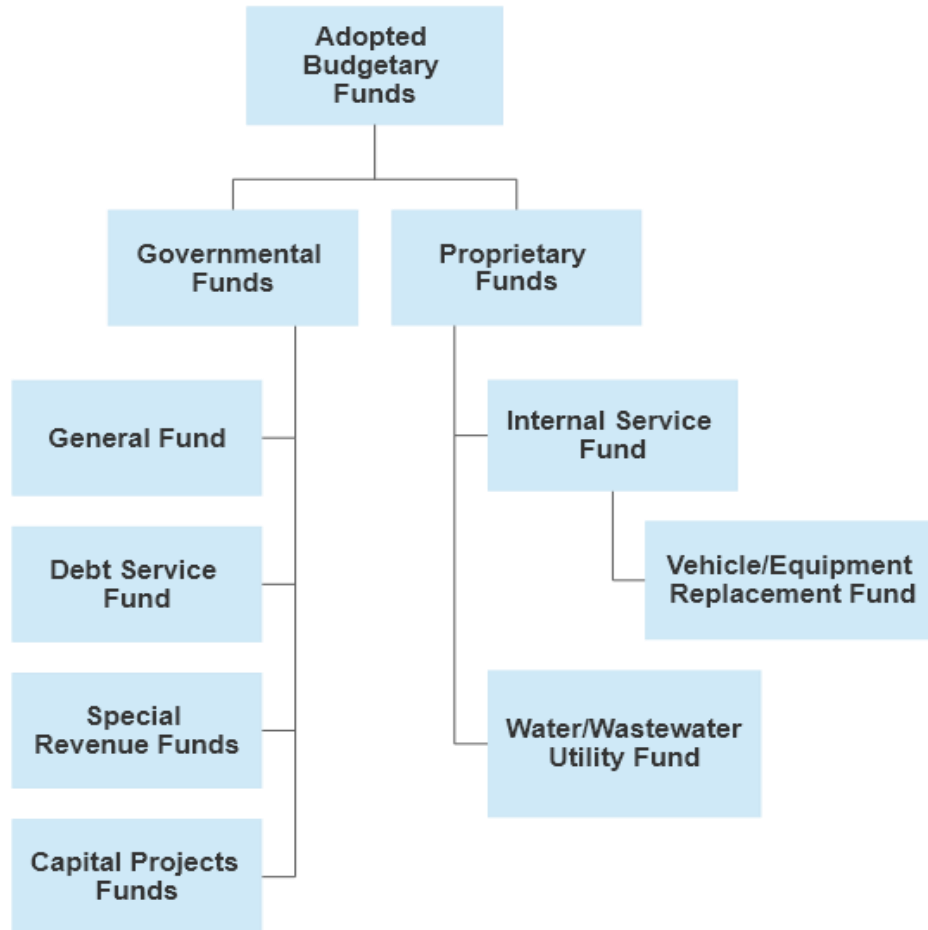 Adopted
Budgetary
Funds
Governmental
Funds
Proprietary
Funds
General Fund
Debt Service
Fund
Special
Revenue Funds
Capital Projects
Funds
Internal Service
Fund
Vehicle/Equipment
Replacement Fund
Water/Wastewater
Utility Fund